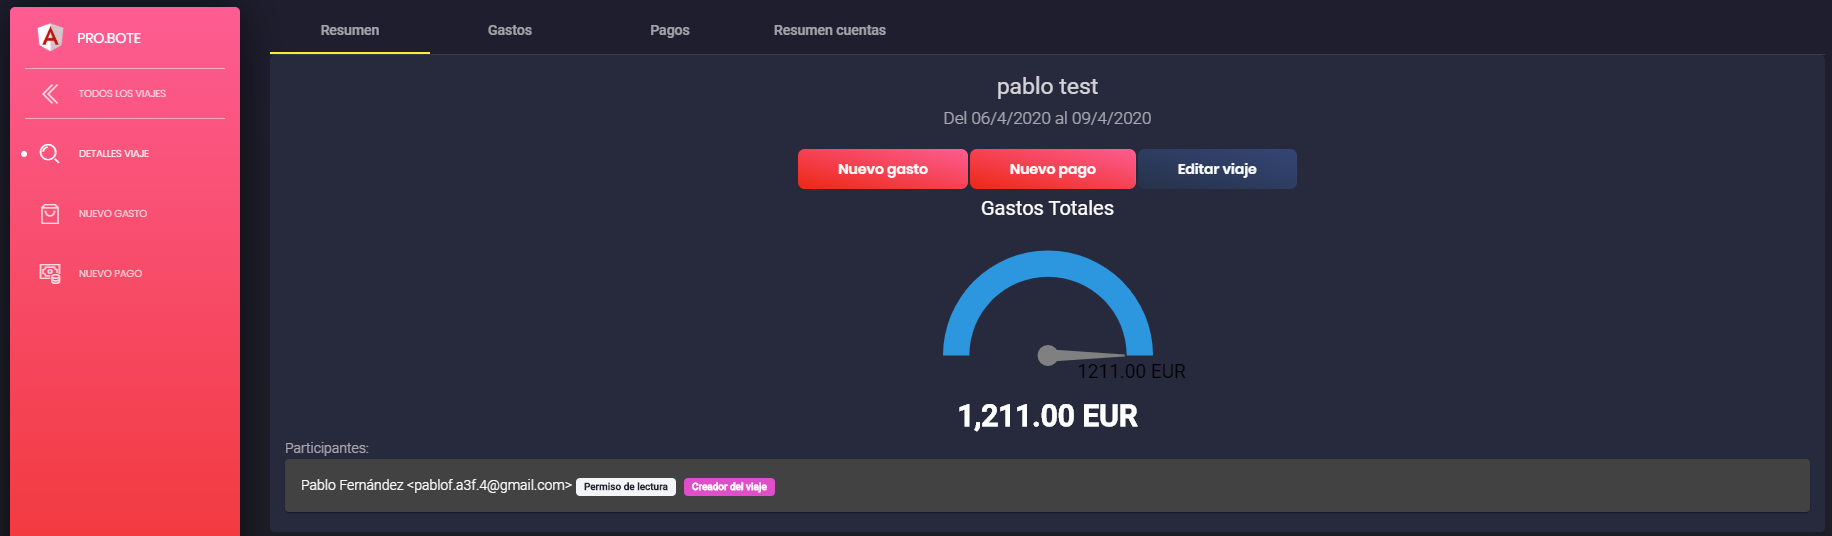 PRO.BOTE
TODOS LOS VIAJES
DETALLES VIAJE
NUEVO GASTO
NUEVO PAGO
Resumen Gastos Pagos Resumen cuentas
pablo test
Del 06/4/2020 al 09/4/2020
Nuevo gasto Nuevo pago Editar viaje
Gastos Totales
1211.00 EUR
1,211.00 EUR
Participantes:
Pablo Fernández <pablof.a3f.4@gmail.com> Permiso de lectura Creador del viaje